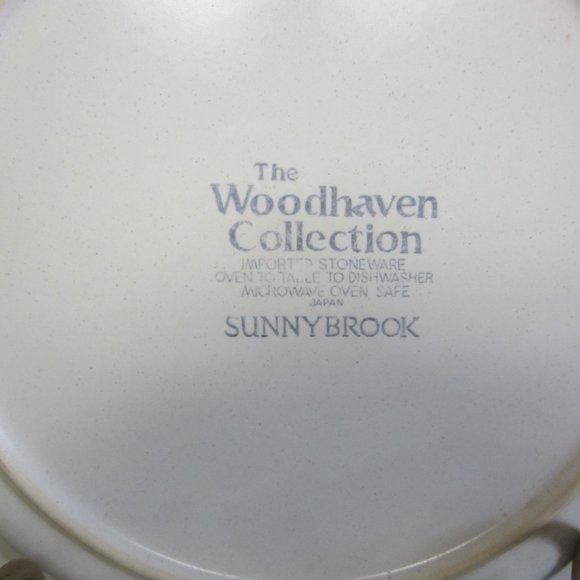 The
Woodhaven
Collection
IMPORTED STONEWARE
OVEN TO TABLE TO DISHWASHER
MICROWAVE OVEN SAFE
JAPAN
SUNNYBROOK